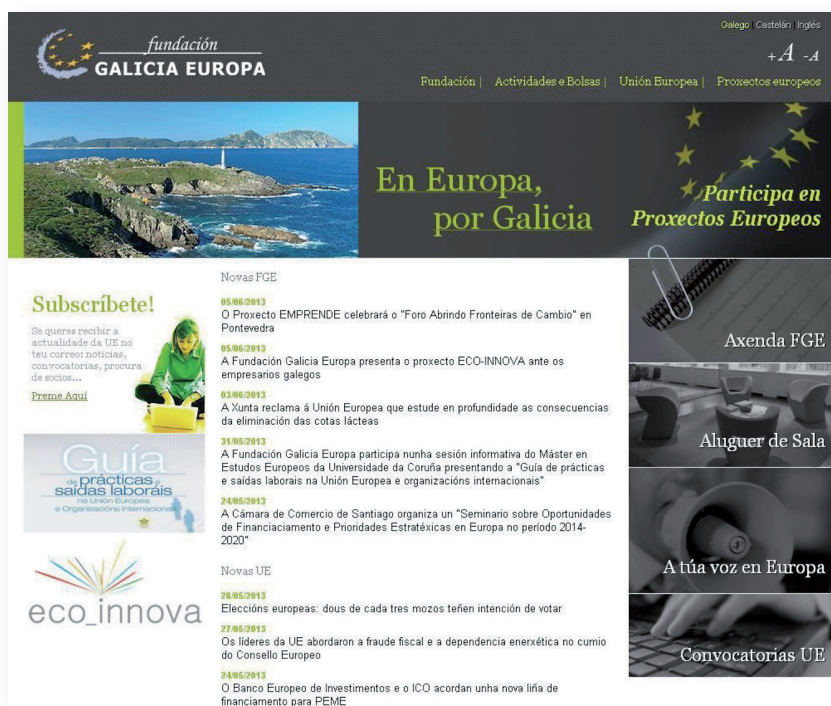 Galego | Castelán | Inglés
fundación
GALICIA EUROPA
+A -A
Fundación | Actividades e Bolsas | Unión Europea | Proxectos europeos
En Europa,
por Galicia
Participa en
Proxectos Europeos
Subscríbete!
Se queres recibir a
actualidade da UE no
teu correo: noticias,
convocatorias, procura
de socios...
Preme Aquí
Guía
de prácticas e
saídas laborais
na Unión Europea
e Organizacións Internacionais
eco_innova
Novas FGE
05/06/2013
O Proxecto EMPRENDE celebrará o "Foro Abrindo Fronteiras de Cambio" en
Pontevedra
05/06/2013
A Fundación Galicia Europa presenta o proxecto ECO-INNOVA ante os
empresarios galegos
03/06/2013
A Xunta reclama á Unión Europea que estude en profundidade as consecuencias
da eliminación das cotas lácteas
31/05/2013
A Fundación Galicia Europa participa nunha sesión informativa do Máster en
Estudos Europeos da Universidade da Coruña presentando a "Guía de prácticas
e saídas laborais na Unión Europea e organizacións internacionais"
24/05/2013
A Cámara de Comercio de Santiago organiza un "Seminario sobre Oportunidades
de Financiaciamento e Prioridades Estratéxicas en Europa no período 2014-
2020"
Novas UE
28/05/2013
Eleccións europeas: dous de cada tres mozos teñen intención de votar
27/05/2013
Os líderes da UE abordaron a fraude fiscal e a dependencia enerxética no cumio
do Consello Europeo
24/05/2013
O Banco Europeo de Investimentos e o ICO acordan unha nova liña de
financiamento para PEME
Axenda FGE
Aluguer de Sala
A túa voz en Europa
Convocatorias UE